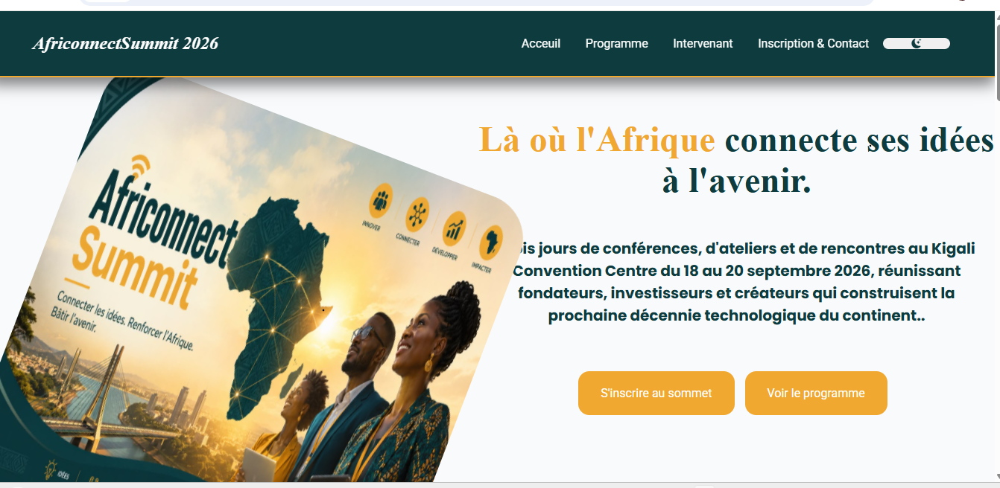 AfriconnectSummit 2026
Acceuil Programme Intervenant Inscription & Contact
Là où l'Afrique connecte ses idées
à l'avenir.
Africonnect
Summit
Connecter les idées. Renforcer l'Afrique.
Bâtir l'avenir.
INNOVER
CONNECTER
DÉVELOPPER
IMPACTER
IDÉES
is jours de conférences, d'ateliers et de rencontres au Kigali
Convention Centre du 18 au 20 septembre 2026, réunissant
fondateurs, investisseurs et créateurs qui construisent la
prochaine décennie technologique du continent..
S'inscrire au sommet
Voir le programme